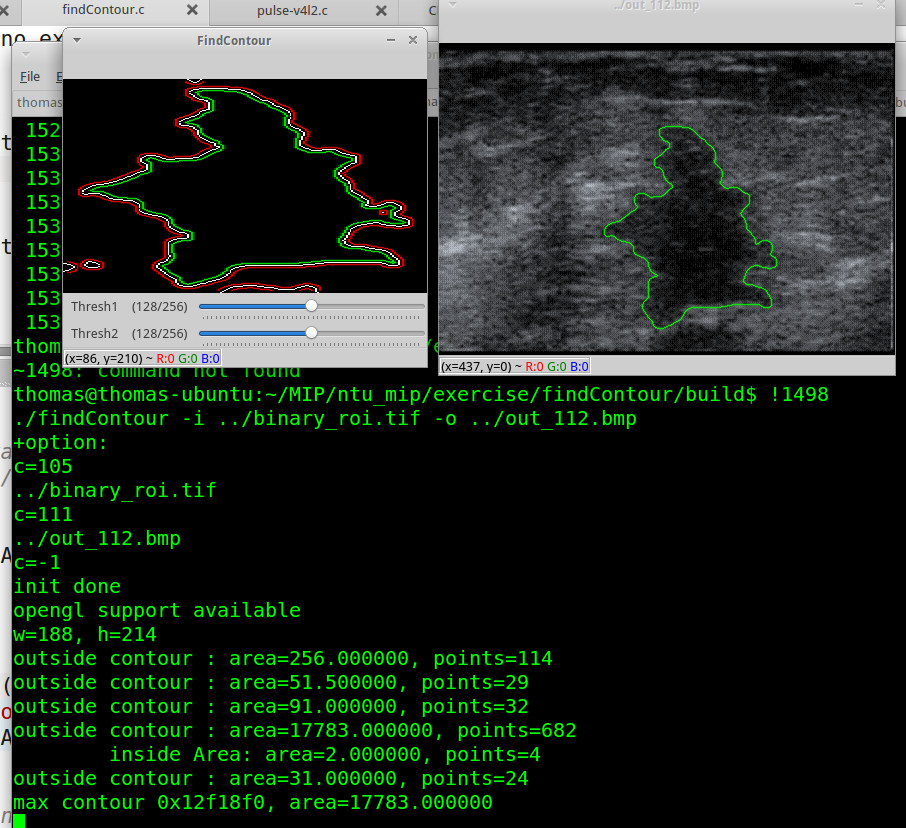 findContour.c
pulse-v4l2.c
../out_112.bmp
FindContour
File
thomas
152
153
153
153
153
153
153
153
153
Thresh1 (128/256)
Thresh2 (128/256)
(x=86, y=210) ~ R:0 G:0 B:0
(x=437, y=0) ~ R:0 G:0 B:0
~1498: command not found
thomas@thomas-ubuntu:~/MIP/ntu_mip/exercise/findContour/build$ !1498
./findContour -i ../binary_roi.tif -o ../out_112.bmp
+option:
c=105
../binary_roi.tif
c=111
../out_112.bmp
c=-1
init done
opengl support available
w=188, h=214
outside contour : area=256.000000, points=114
outside contour : area=51.500000, points=29
outside contour : area=91.000000, points=32
outside contour : area=17783.000000, points=682
inside Area: area=2.000000, points=4
outside contour : area=31.000000, points=24
max contour 0x12f18f0, area=17783.000000